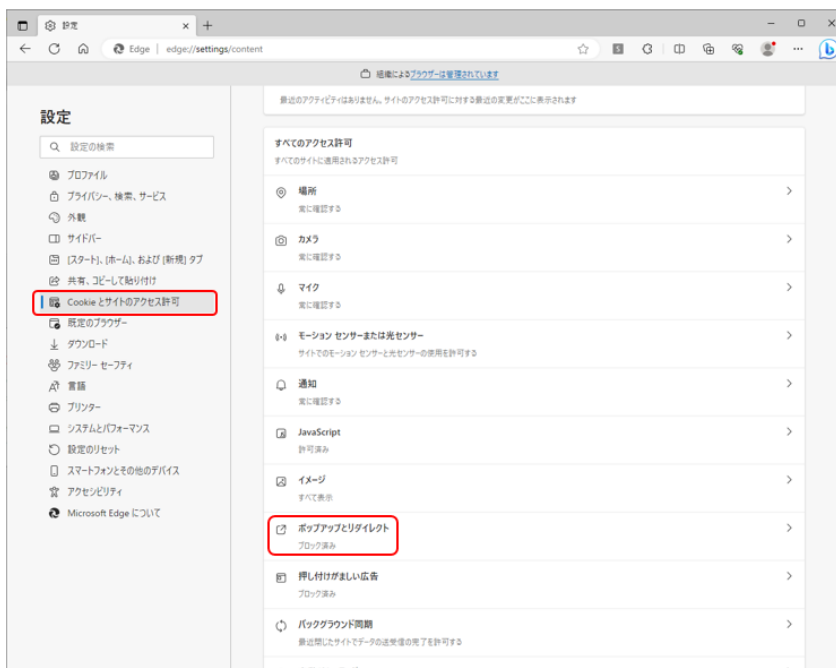 設定
Edge
edge://settings/content
組織によるブラウザーは管理されています
最近のアクティビティはありません。サイトのアクセス許可に対する最近の変更がここに表示されます
設定
設定の検索
プロファイル
プライバシー、検索、サービス
外観
サイドバー
[スタート]、[ホーム]、および [新規] タブ
共有、コピーして貼り付け
Cookie とサイトのアクセス許可
既定のブラウザー
ダウンロード
ファミリー セーフティ
言語
プリンター
システムとパフォーマンス
設定のリセット
スマートフォンとその他のデバイス
アクセシビリティ
Microsoft Edge について
すべてのアクセス許可
すべてのサイトに適用されるアクセス許可
場所
常に確認する
カメラ
常に確認する
マイク
常に確認する
モーション センサーまたは光センサー
サイトでのモーション センサーと光センサーの使用を許可する
通知
常に確認する
JavaScript
許可済み
イメージ
すべて表示
ポップアップとリダイレクト
ブロック済み
押し付けがましい広告
ブロック済み
バックグラウンド同期
最近閉じたサイトでデータの送受信の完了を許可する